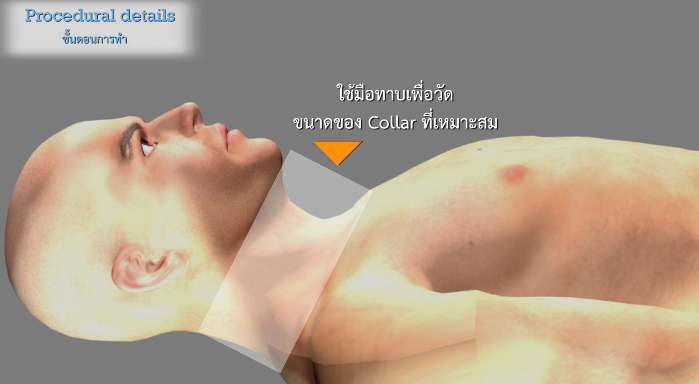 Procedural details
ขั้นตอนการทำ
ใช้มือทาบเพื่อวัด
ขนาดของ Collar ที่เหมาะสม